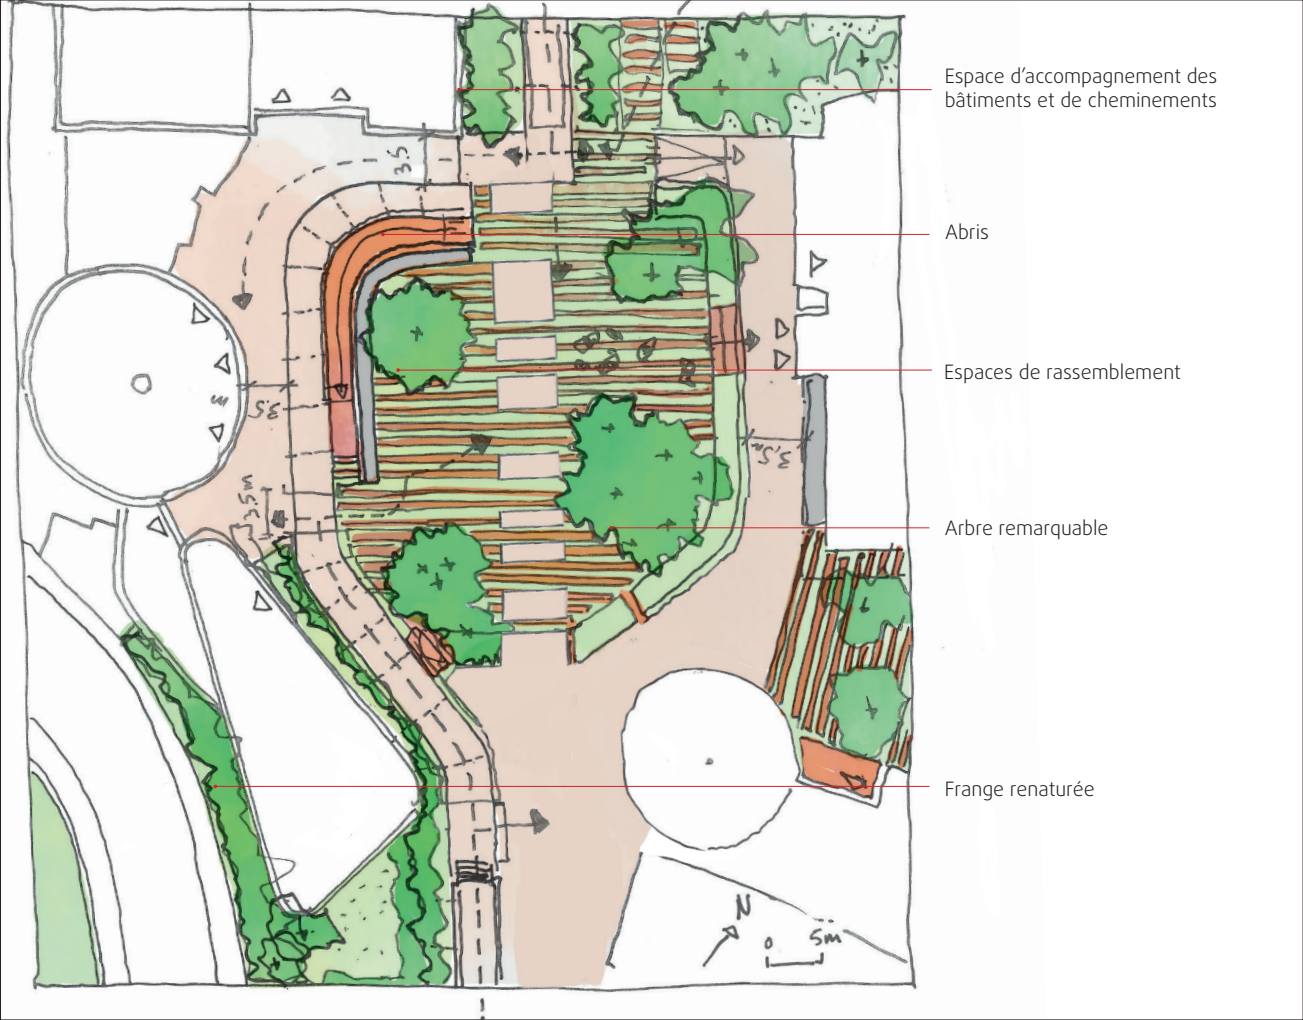 Espace d’accompagnement des
bâtiments et de cheminements
3.5
Abris
Espaces de rassemblement
3.5
m
3,5m
3.5m
Arbre remarquable
Frange renaturée
N
0 5m